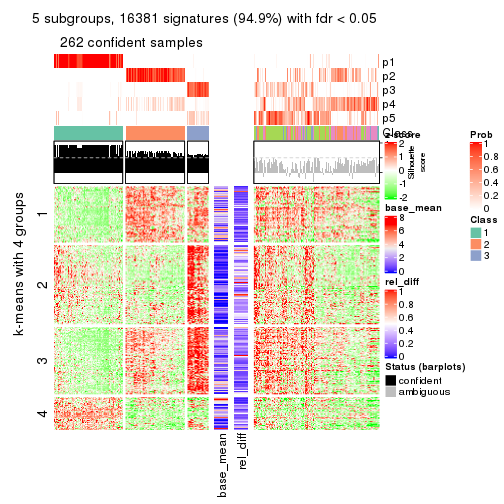 5 subgroups, 16381 signatures (94.9%) with fdr < 0.05
262 confident samples
p1
p2
p3
p4
p5
Class
z-score
2
1
0
-1
-2
Silhouette
score
Prob
1
0.8
0.6
0.4
0.2
0
k-means with 4 groups
1
2
3
4
base_mean
8
6
4
2
0
Class
1
2
3
rel_diff
1
0.8
0.6
0.4
0.2
0
Status (barplots)
confident
ambiguous
base_mean
rel_diff